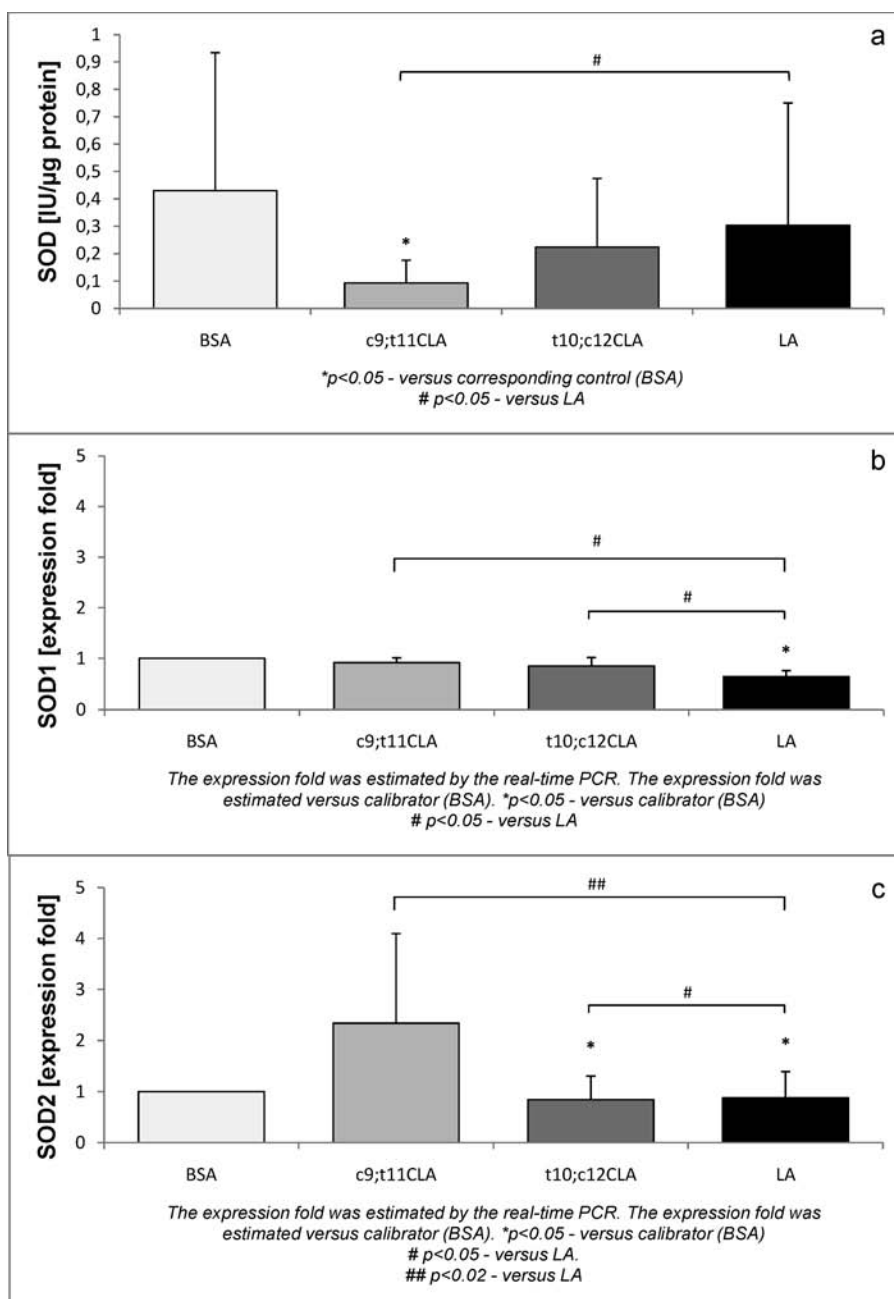 a
SOD [IU/µg protein]
1
0,9
0,8
0,7
0,6
0,5
0,4
0,3
0,2
0,1
0
#
*
BSA
c9;t11CLA
t10;c12CLA
LA
*p<0.05 - versus corresponding control (BSA)
# p<0.05 - versus LA
b
SOD1 [expression fold]
5
4
3
2
1
0
#
#
*
BSA
c9;t11CLA
t10;c12CLA
LA
The expression fold was estimated by the real-time PCR. The expression fold was
estimated versus calibrator (BSA). *p<0.05 - versus calibrator (BSA)
# p<0.05 - versus LA
c
SOD2 [expression fold]
5
4
3
2
1
0
##
#
*
*
BSA
c9;t11CLA
t10;c12CLA
LA
The expression fold was estimated by the real-time PCR. The expression fold was
estimated versus calibrator (BSA). *p<0.05 - versus calibrator (BSA)
# p<0.05 - versus LA.
## p<0.02 - versus LA